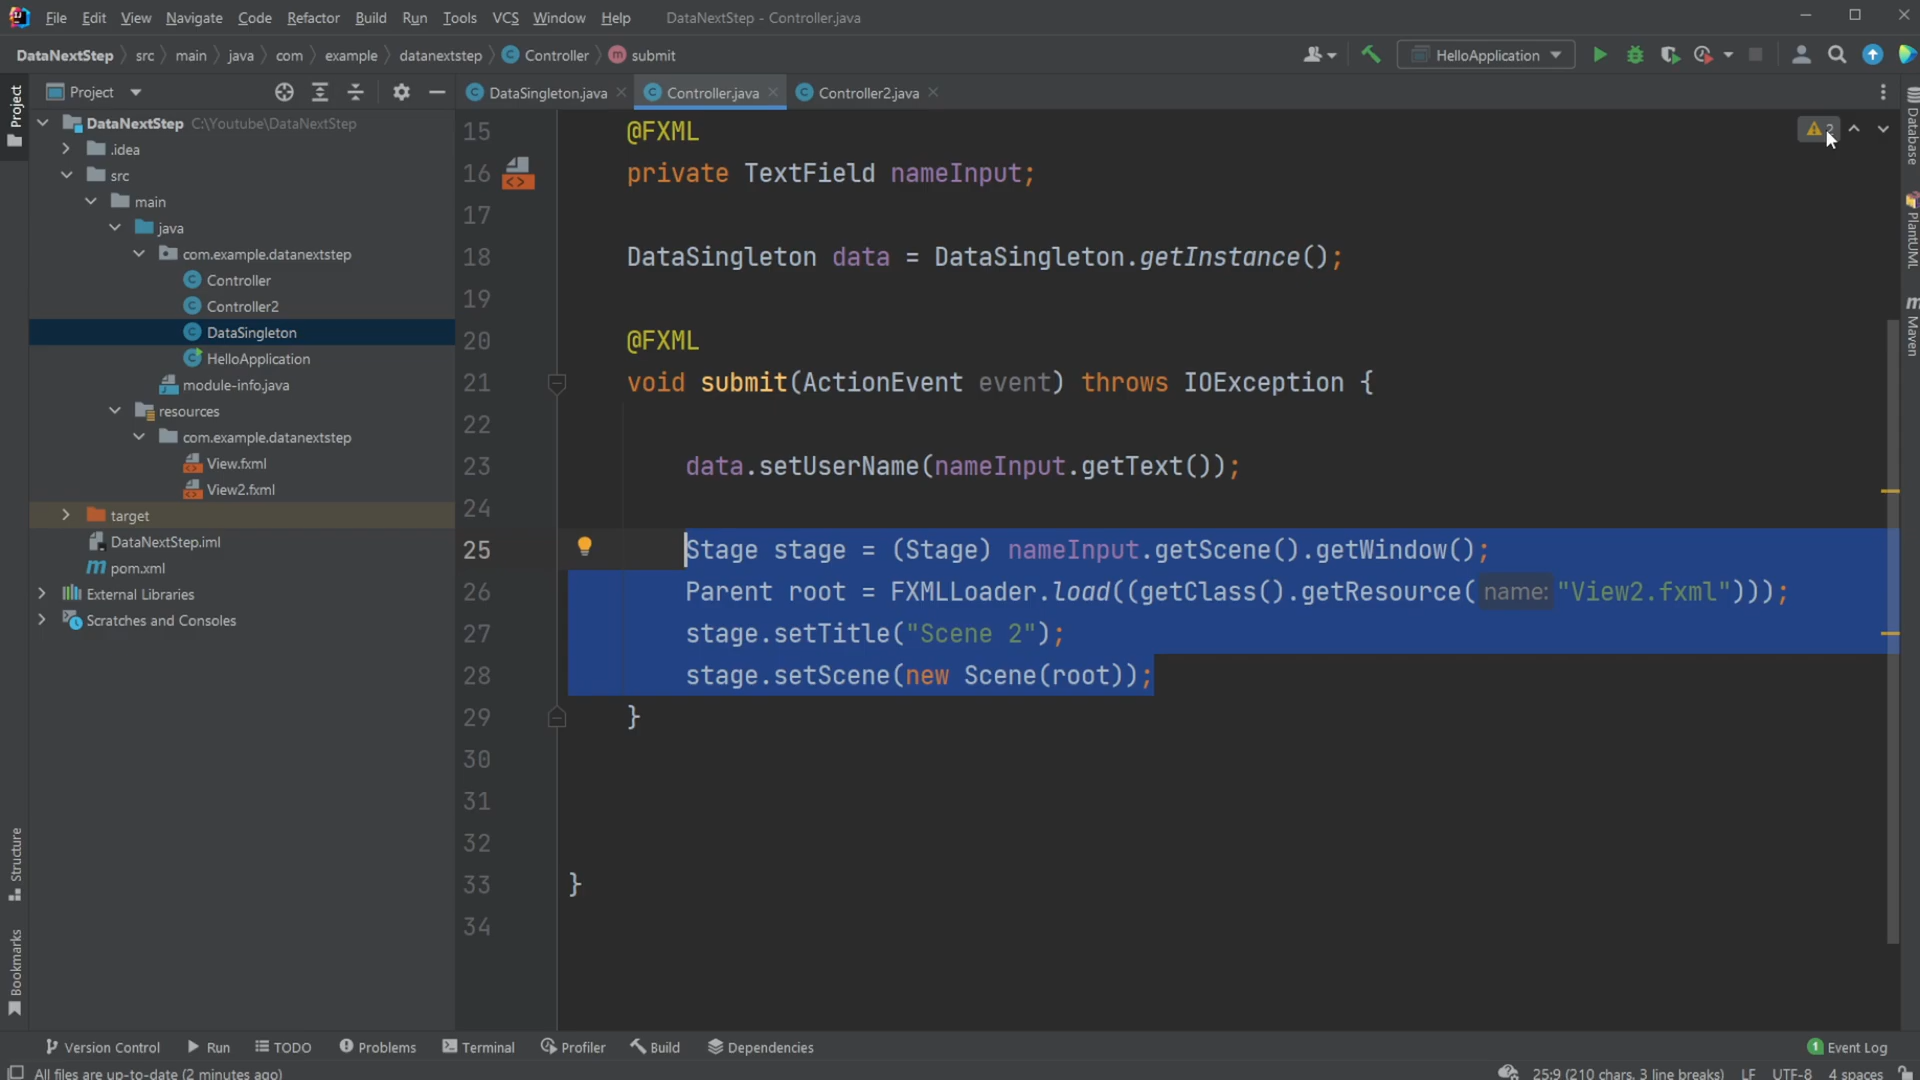 File Edit View Navigate Code Refactor Build Run Tools VCS Window Help DataNextStep - Controller.java
DataNextStep src main java com example datanextstep Controller submit HelloApplication
Project
DataSingleton.java Controller.java Controller2.java
Project
DataNextStep C:\Youtube\DataNextStep
.idea
src
main
java
com.example.datanextstep
Controller
Controller2
DataSingleton
HelloApplication
module-info.java
resources
com.example.datanextstep
View.fxml
View2.fxml
target
DataNextStep.iml
pom.xml
External Libraries
Scratches and Consoles
Structure
Bookmarks
15 @FXML
16 private TextField nameInput;
17
18 DataSingleton data = DataSingleton.getInstance();
19
20 @FXML
21 void submit(ActionEvent event) throws IOException {
22
23 data.setUserName(nameInput.getText());
24
25 Stage stage = (Stage) nameInput.getScene().getWindow();
26 Parent root = FXMLLoader.load((getClass().getResource( name: "View2.fxml")));
27 stage.setTitle("Scene 2");
28 stage.setScene(new Scene(root));
29 }
30
31
32
33 }
34
2
Database
PlantUML
Maven
Version Control Run TODO Problems Terminal Profiler Build Dependencies 1 Event Log
All files are up-to-date (2 minutes ago) 25:9 (210 chars, 3 line breaks) LF UTF-8 4 spaces